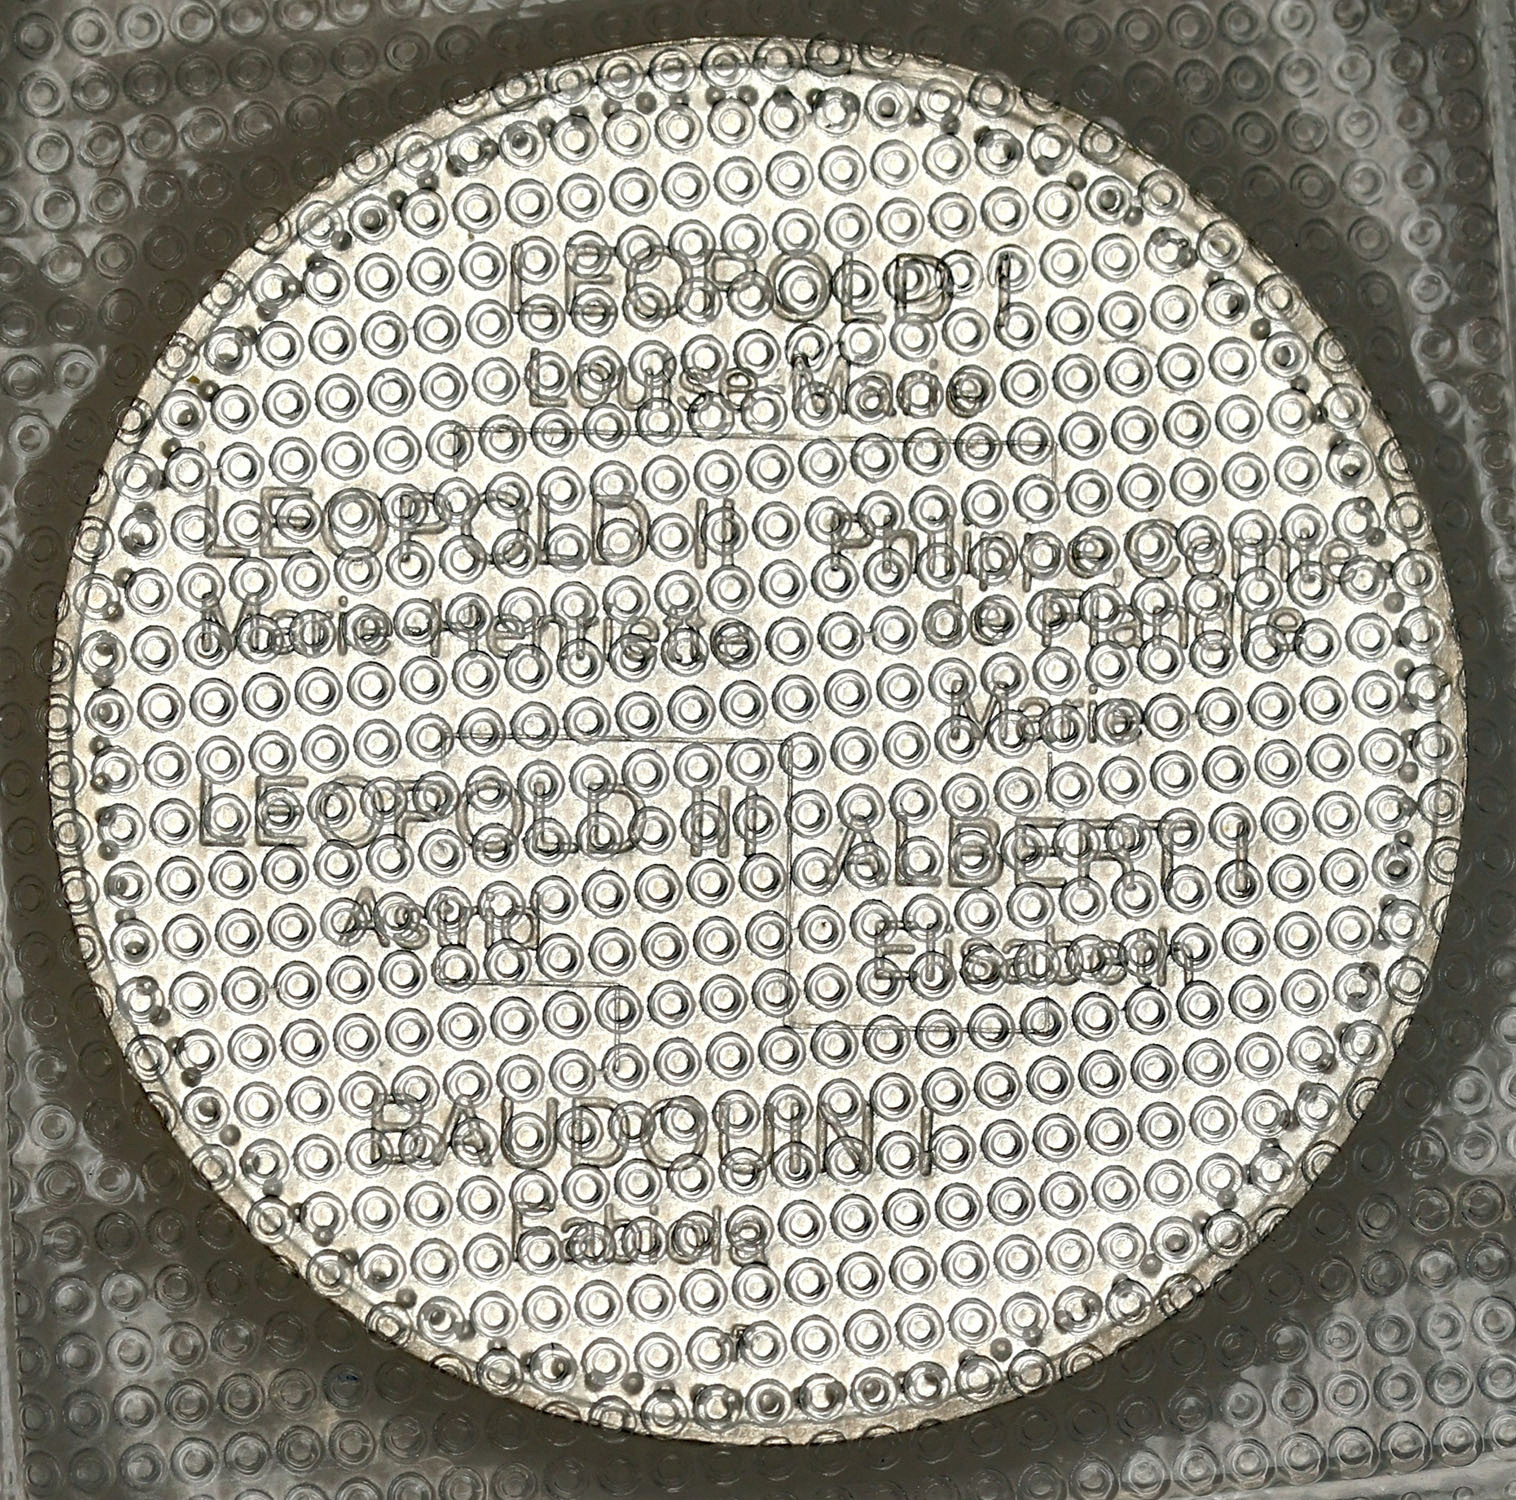 LEOPOLD I
Louise-Marie
LEOPOLD II
Marie-Henriette
Philippe, Comte
de Flandre
Marie
LEOPOLD III
Astrid
ALBERT I
Elisabeth
BAUDOUIN I
Fabiola